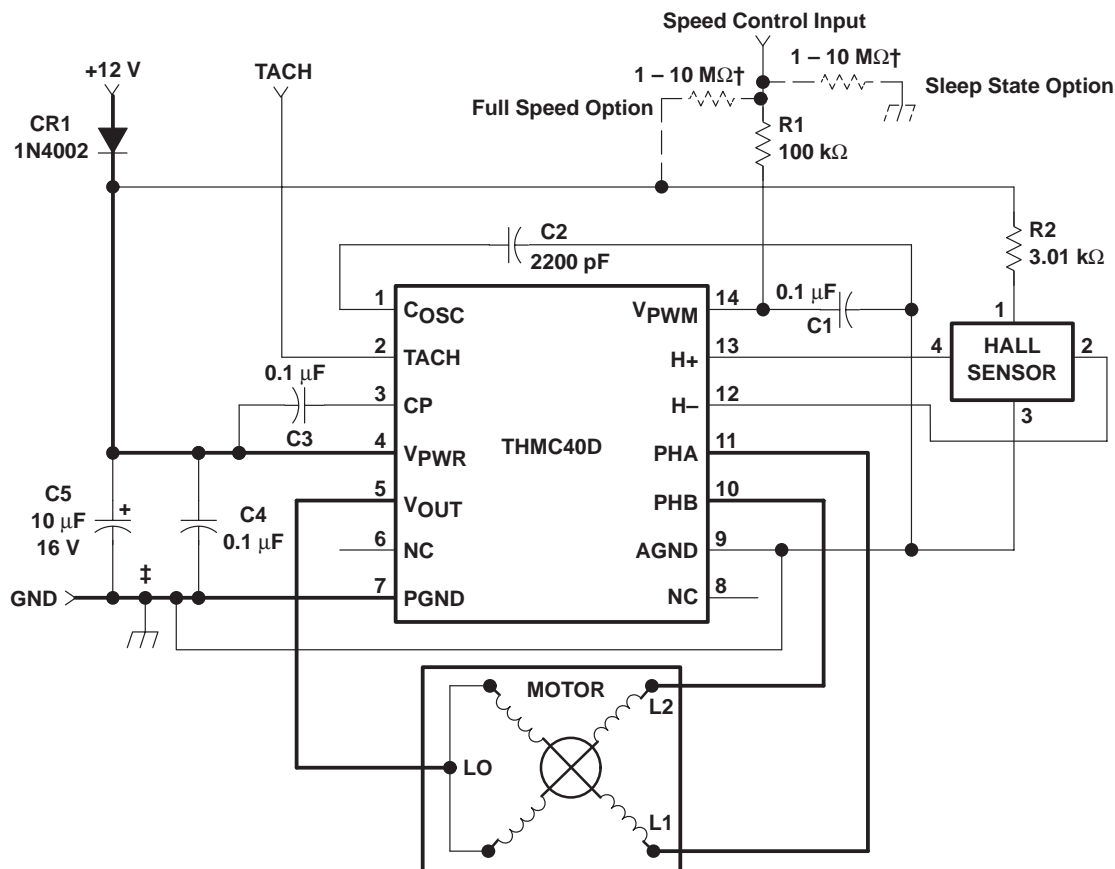 Speed Control Input
1 – 10 MΩ†
1 – 10 MΩ†
+12 V
TACH
Full Speed Option
Sleep State Option
CR1
1N4002
R1
100 kΩ
C2
2200 pF
R2
3.01 kΩ
1
COSC
VPWM
14
0.1 μF
C1
1
2
TACH
H+
13
4
HALL
SENSOR
2
0.1 μF
C3
3
CP
H–
12
3
THMC40D
4
VPWR
PHA
11
C5
10 μF
16 V
+
C4
0.1 μF
5
VOUT
PHB
10
6
NC
AGND
9
‡
GND
7
PGND
NC
8
MOTOR
L2
LO
L1